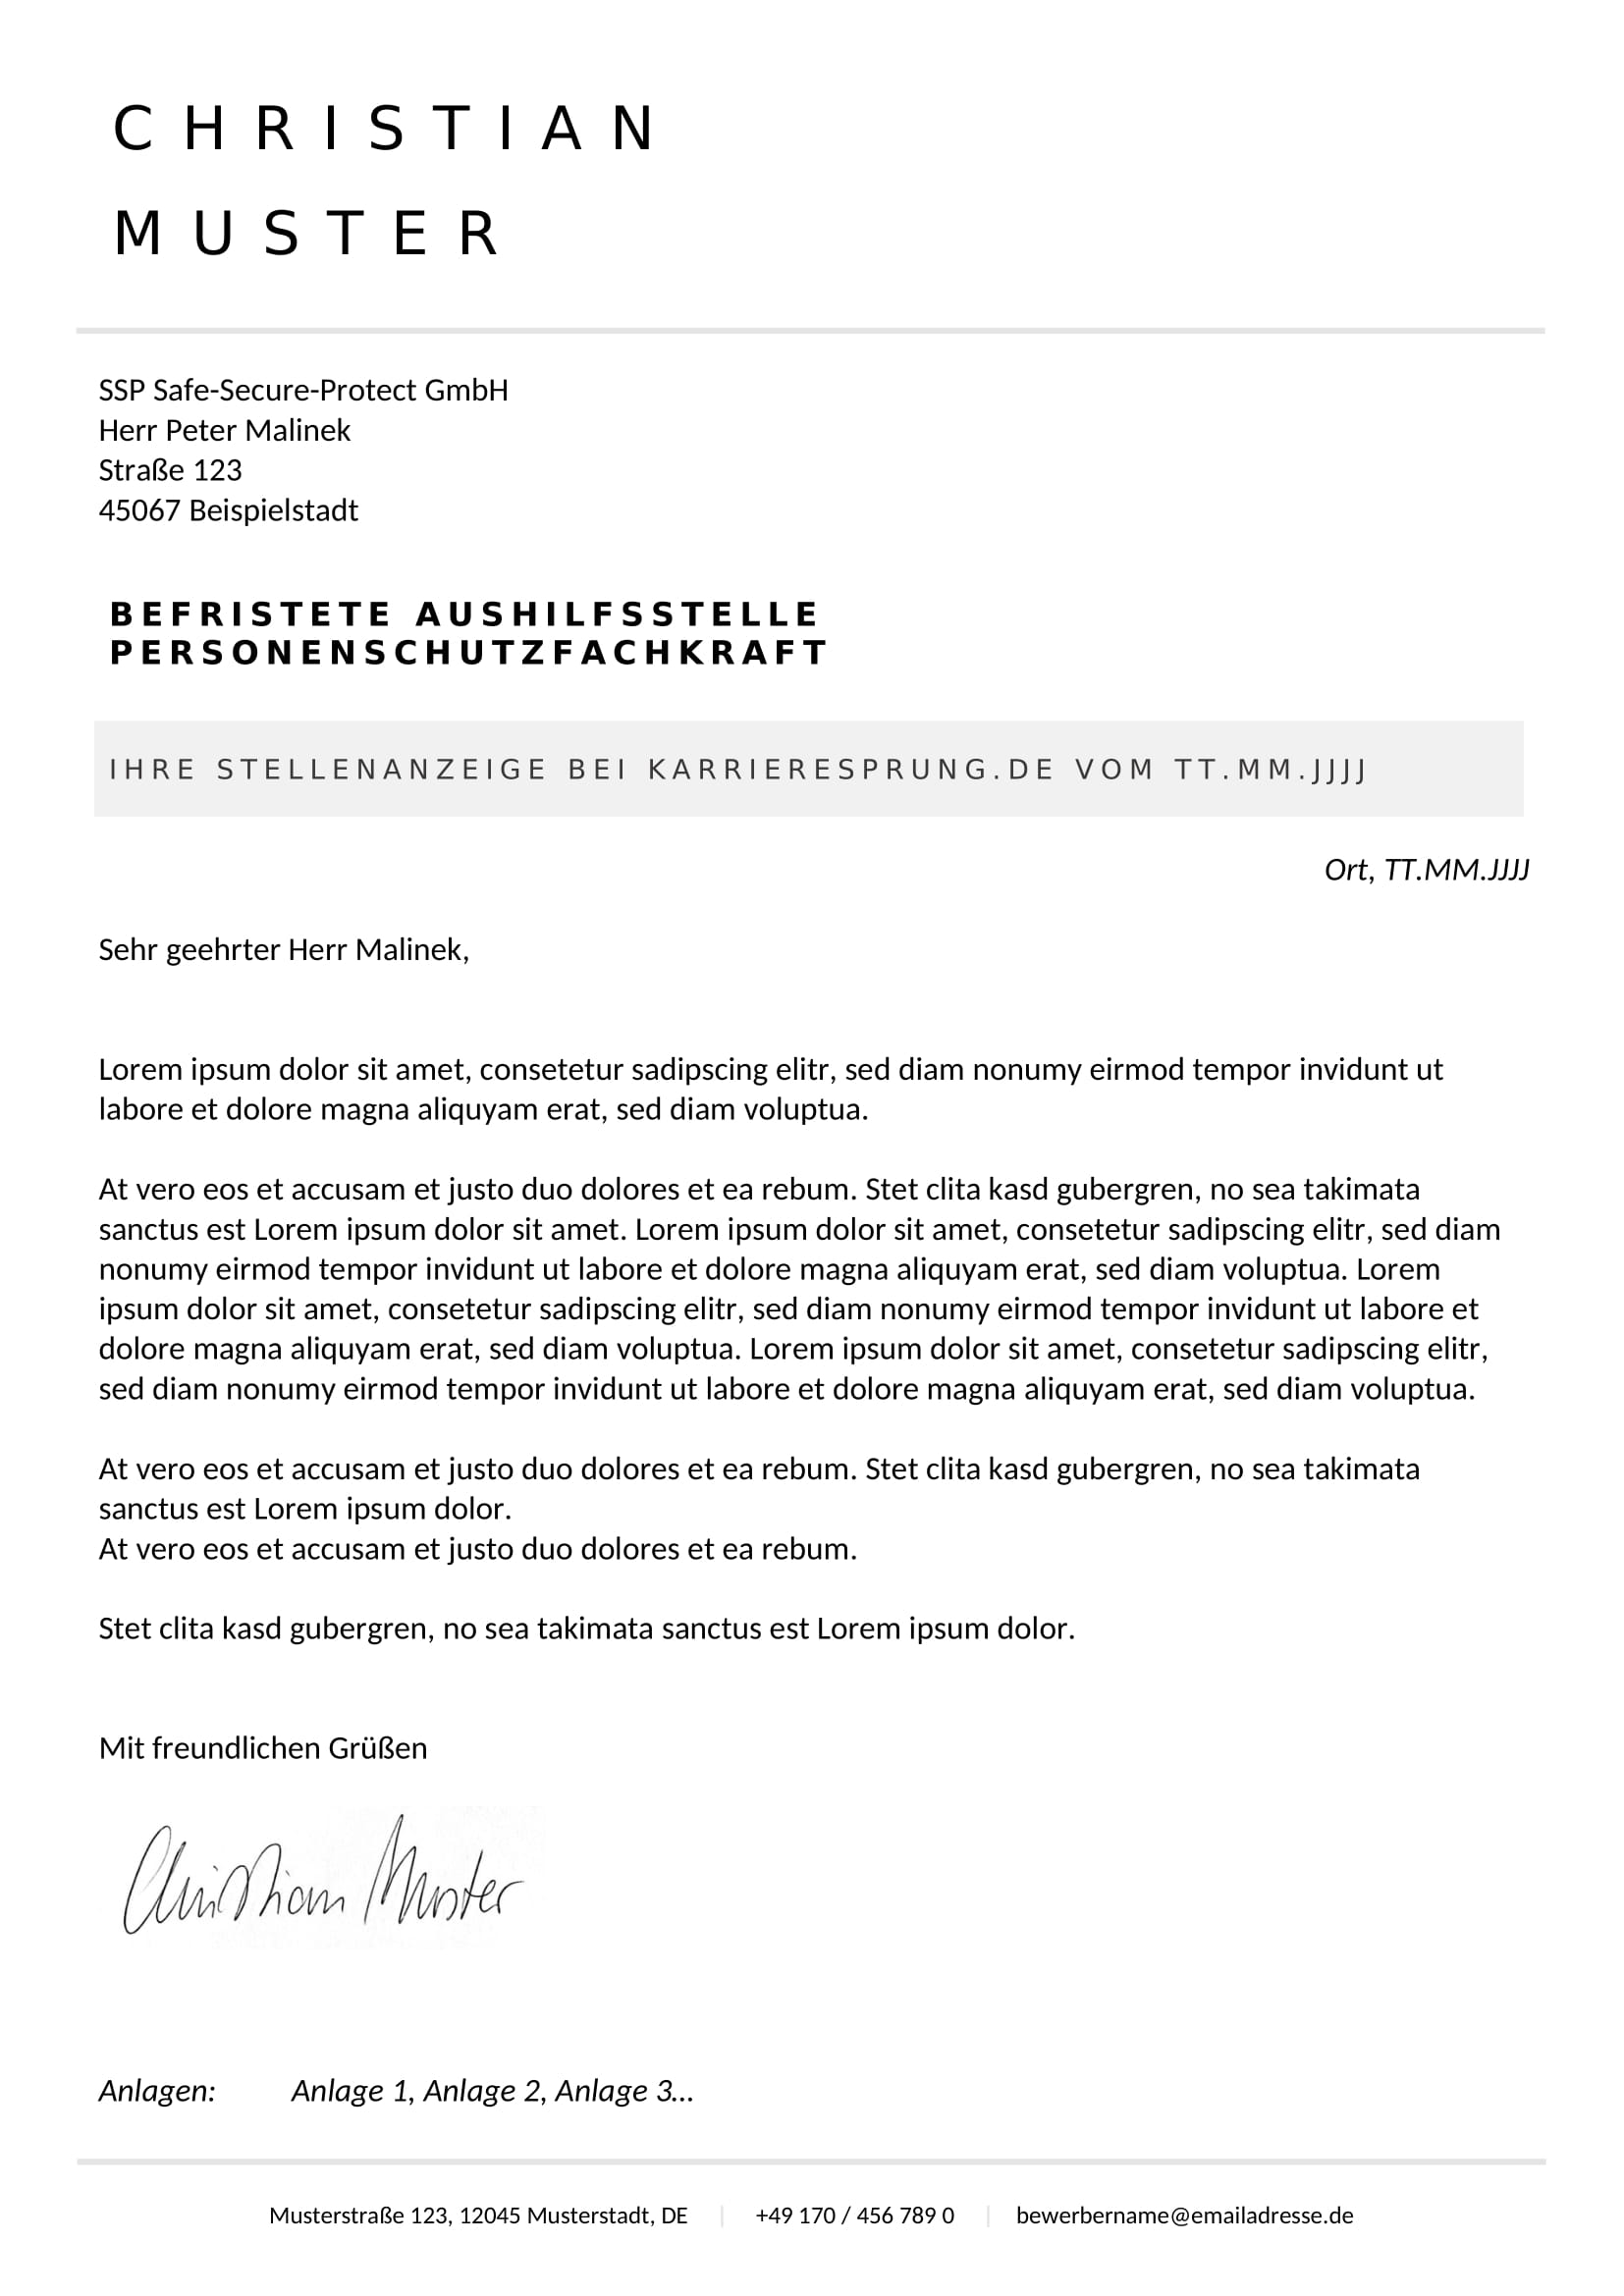 CHRISTIAN
MUSTER
SSP Safe-Secure-Protect GmbH
Herr Peter Malinek
Straße 123
45067 Beispielstadt
BEFRISTETE AUSHILFSSTELLE
PERSONENSCHUTZFACHKRAFT
IHRE STELLENANZEIGE BEI KARRIERESPRUNG.DE VOM TT.MM.JJJJ
Ort, TT.MM.JJJJ
Sehr geehrter Herr Malinek,
Lorem ipsum dolor sit amet, consetetur sadipscing elitr, sed diam nonumy eirmod tempor invidunt ut
labore et dolore magna aliquyam erat, sed diam voluptua.
At vero eos et accusam et justo duo dolores et ea rebum. Stet clita kasd gubergren, no sea takimata
sanctus est Lorem ipsum dolor sit amet. Lorem ipsum dolor sit amet, consetetur sadipscing elitr, sed diam
nonumy eirmod tempor invidunt ut labore et dolore magna aliquyam erat, sed diam voluptua. Lorem
ipsum dolor sit amet, consetetur sadipscing elitr, sed diam nonumy eirmod tempor invidunt ut labore et
dolore magna aliquyam erat, sed diam voluptua. Lorem ipsum dolor sit amet, consetetur sadipscing elitr,
sed diam nonumy eirmod tempor invidunt ut labore et dolore magna aliquyam erat, sed diam voluptua.
At vero eos et accusam et justo duo dolores et ea rebum. Stet clita kasd gubergren, no sea takimata
sanctus est Lorem ipsum dolor.
At vero eos et accusam et justo duo dolores et ea rebum.
Stet clita kasd gubergren, no sea takimata sanctus est Lorem ipsum dolor.
Mit freundlichen Grüßen
Christian Muster
Anlagen: Anlage 1, Anlage 2, Anlage 3...
Musterstraße 123, 12045 Musterstadt, DE | +49 170 / 456 789 0 | bewerbername@emailadresse.de